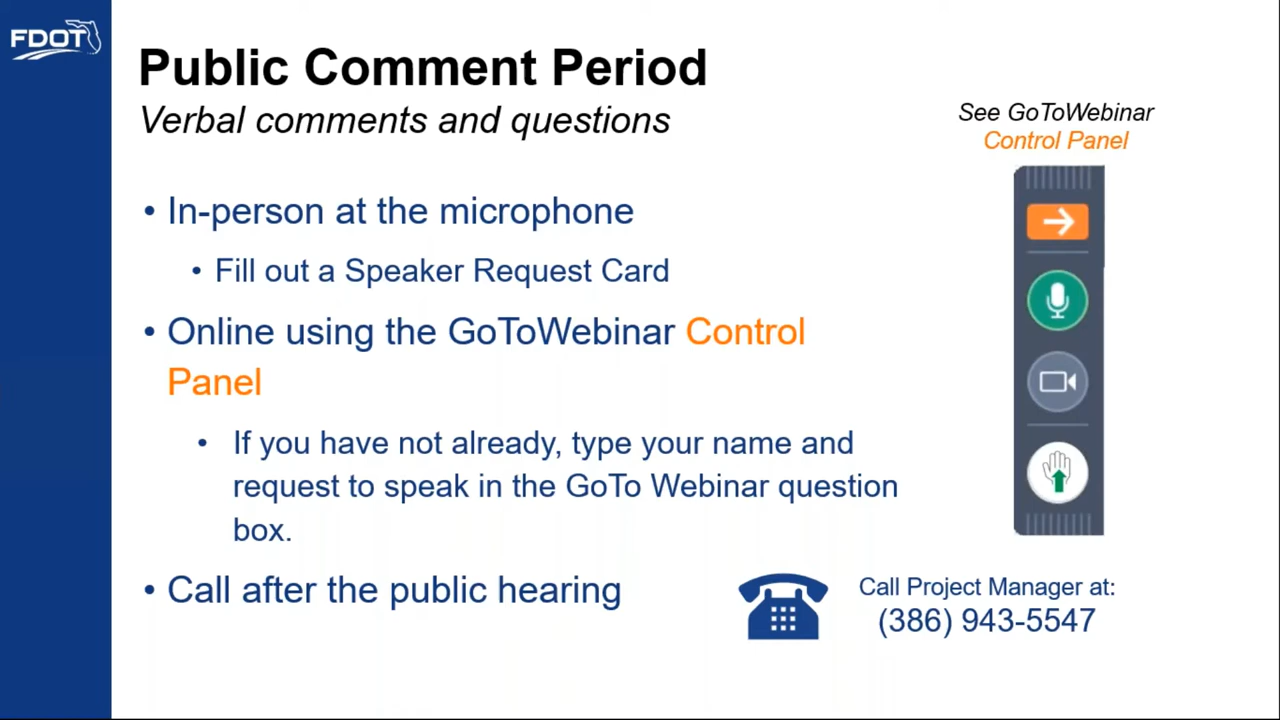 FDOT
Public Comment Period
Verbal comments and questions
See GoToWebinar
Control Panel
• In-person at the microphone
• Fill out a Speaker Request Card
• Online using the GoToWebinar Control
Panel
• If you have not already, type your name and
request to speak in the GoTo Webinar question
box.
• Call after the public hearing
Call Project Manager at:
(386) 943-5547